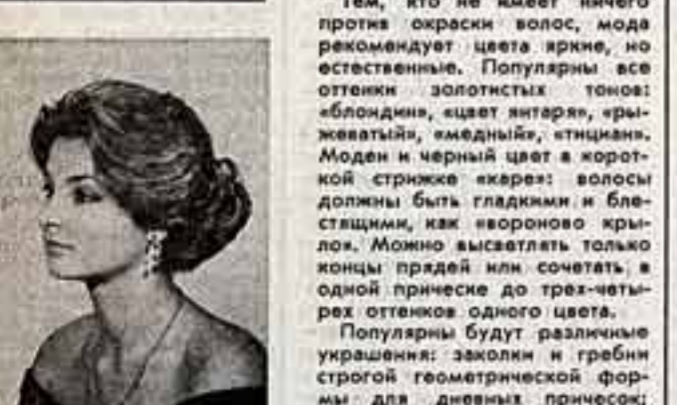 Тем, кто не имеет ничего
против окраски волос, мода
рекомендует цвета яркие, но
естественные. Популярны все
оттенки золотистых тонов:
«блондин», «цвет янтаря», «ры-
жеватый», «медный», «тициан».
Моден и черный цвет в корот-
кой стрижке «каре»: волосы
должны быть гладкими и бле-
стящими, как «вороново кры-
ло». Можно высветлять только
концы прядей или сочетать в
одной прическе до трех-четы-
рех оттенков одного цвета.
Популярны будут различные
украшения: заколки и гребни
строгой геометрической фор-
мы для дневных причесок;